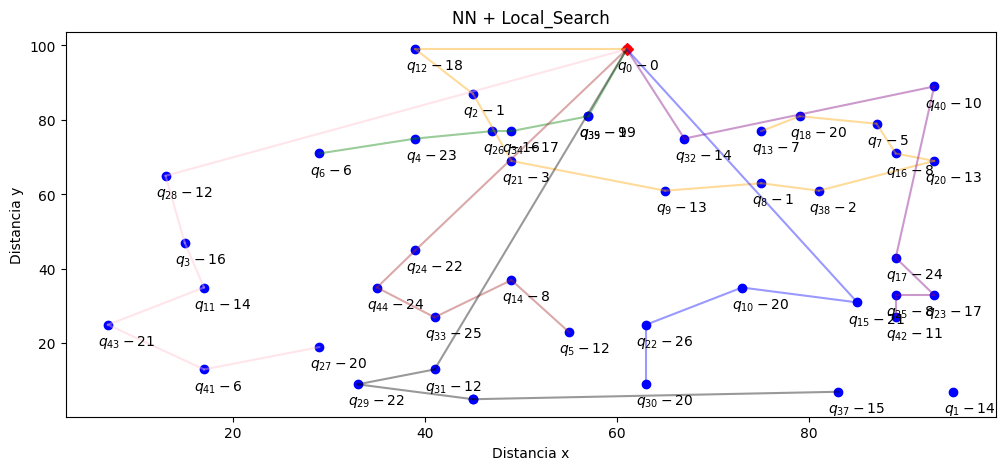 NN + Local_Search
Distancia y
100
80
60
40
20
q₀ − 0
q₁₂ − 18
q₄₀ − 10
q₂ − 1
q₁₃ − 7
q₁₈ − 20
q₇ − 5
q₂₆ − 16
q₄ − 23
q₆ − 6
q₃₂ − 14
q₁₆ − 8
q₂₁ − 3
q₂₀ − 13
q₂₈ − 12
q₉ − 13
q₈ − 1
q₃₈ − 2
q₃ − 16
q₂₄ − 22
q₁₇ − 24
q₁₁ − 14
q₄₄ − 24
q₁₄ − 8
q₁₀ − 20
q₁₅ − 21
q₂₃ − 17
q₄₃ − 21
q₃₃ − 25
q₂₂ − 26
q₄₂ − 11
q₅ − 12
q₂₇ − 20
q₄₁ − 6
q₃₁ − 12
q₂₉ − 22
q₃₀ − 20
q₃₇ − 15
q₁ − 14
20
40
60
80
Distancia x